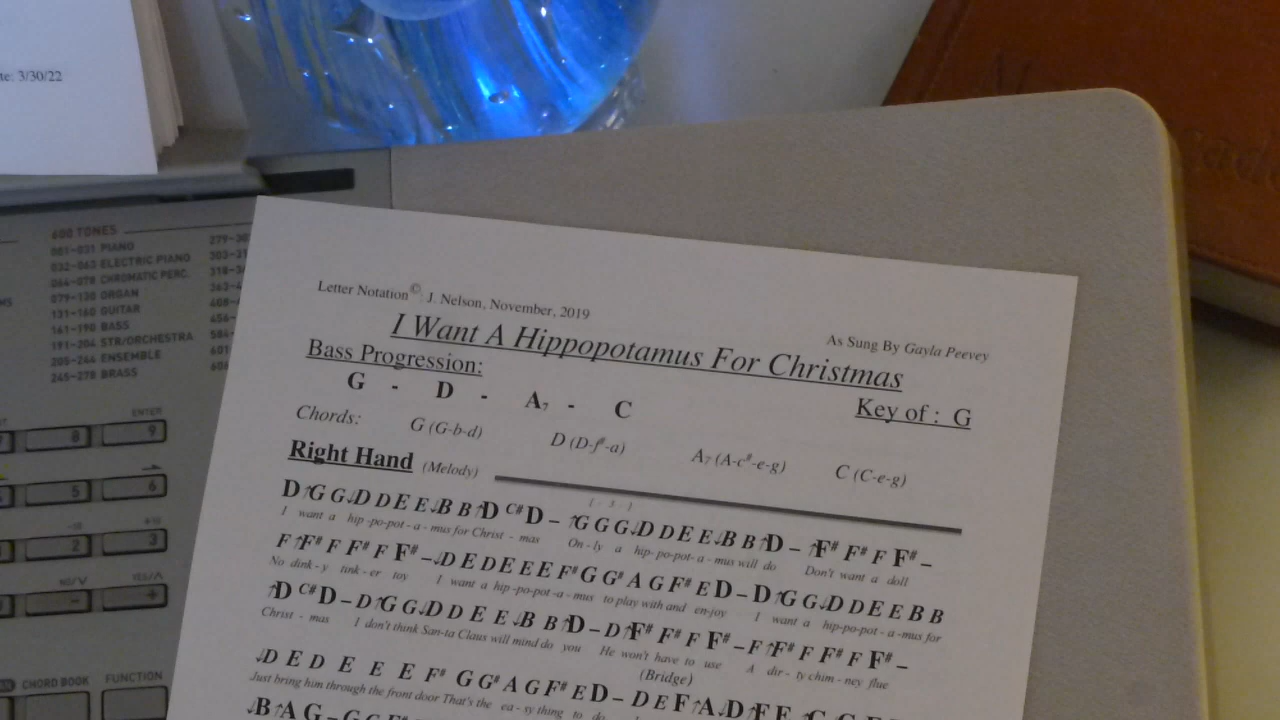 te: 3/30/22
600 TONES
001-031 PIANO
032-063 ELECTRIC PIANO
064-078 CHROMATIC PERC.
079-130 ORGAN
131-160 GUITAR
161-190 BASS
191-204 STR/ORCHESTRA
205-244 ENSEMBLE
245-278 BRASS
ENTER
8 9
5 6
2 3
NO/V YES/Λ
- +
CHORD BOOK FUNCTION
Letter Notation©: J. Nelson, November, 2019
As Sung By Gayla Peevey
I Want A Hippopotamus For Christmas
Bass Progression:
Key of : G
G - D - A7 - C
Chords: G (G-b-d) D (D-f#-a) A7 (A-c#-e-g) C (C-e-g)
Right Hand (Melody)
D ↑G G↓D D E E↓B B↑D C# D – ↑G G G↓D D E E↓B B↑D – ↑F# F# F F# –
I want a hip-po-pot-a-mus for Christ - mas On-ly a hip-po-pot-a-mus will do Don't want a doll
F ↑F# F F# F F# –↓D E D E E E F# G G# A G F# E D – D↑G G↓D D E E B B
No dink-y tink-er toy I want a hip-po-pot-a-mus to play with and en-joy I want a hip-po-pot-a-mus for
↑D C# D – D↑G G↓D D E E↓B B↑D – D↑F# F# F F# – F↑F# F F# F F# –
Christ - mas I don't think San-ta Claus will mind do you He won't have to use A dir-ty chim-ney flue
(Bridge)
↓D E D E E E F# G G# A G F# E D – D E F↑A↓D
Just bring him through the front door That's the ea-sy thing to do
↓B↑A G – G